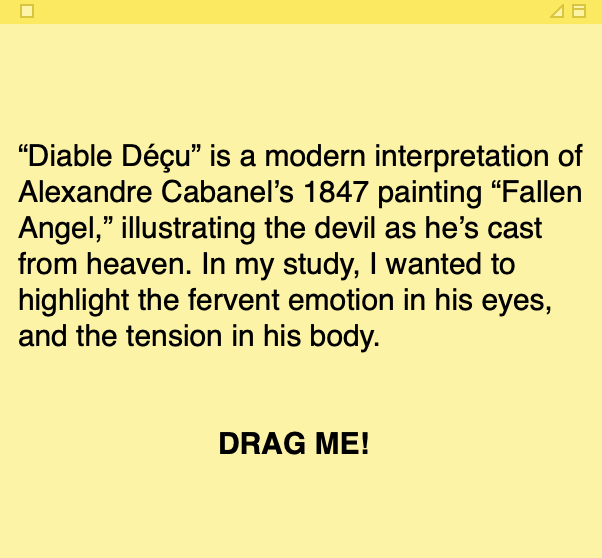 “Diable Déçu” is a modern interpretation of
Alexandre Cabanel’s 1847 painting “Fallen
Angel,” illustrating the devil as he’s cast
from heaven. In my study, I wanted to
highlight the fervent emotion in his eyes,
and the tension in his body.
DRAG ME!